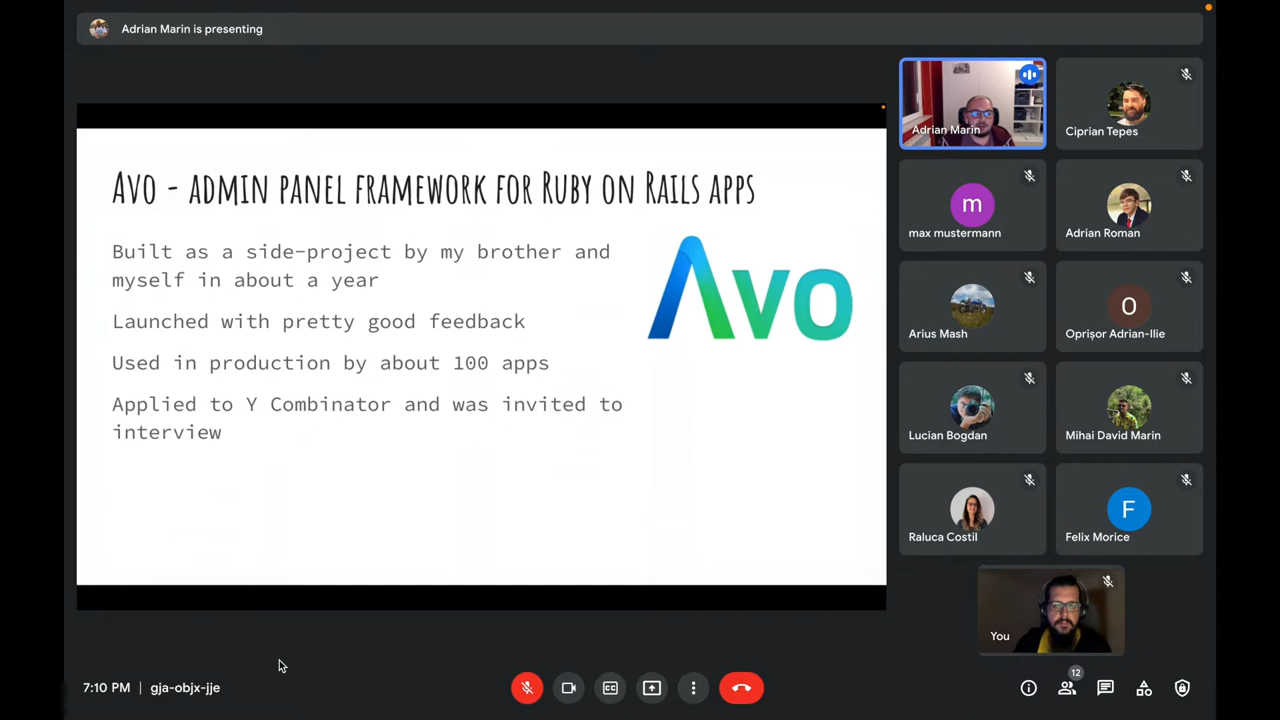 Adrian Marin is presenting
Avo - admin panel framework for Ruby on Rails apps
Built as a side-project by my brother and
myself in about a year
Launched with pretty good feedback
Used in production by about 100 apps
Applied to Y Combinator and was invited to
interview
Avo
Adrian Marin
Ciprian Tepes
m
max mustermann
Adrian Roman
Arius Mash
O
Oprișor Adrian-Ilie
Lucian Bogdan
Mihai David Marin
Raluca Costil
F
Felix Morice
You
7:10 PM | gja-objx-jje
CC
12